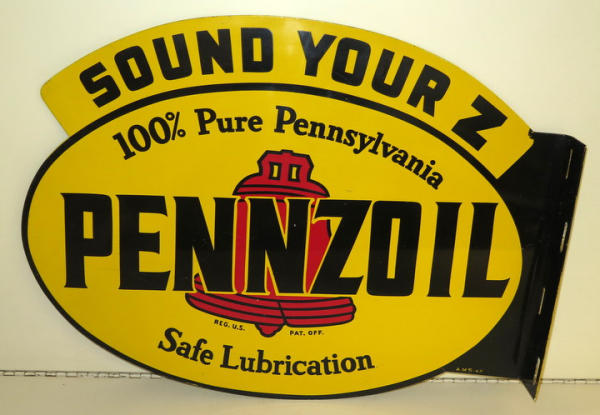 SOUND YOUR Z
100% Pure Pennsylvania
PENNZOIL
REG. U.S. PAT. OFF.
Safe Lubrication